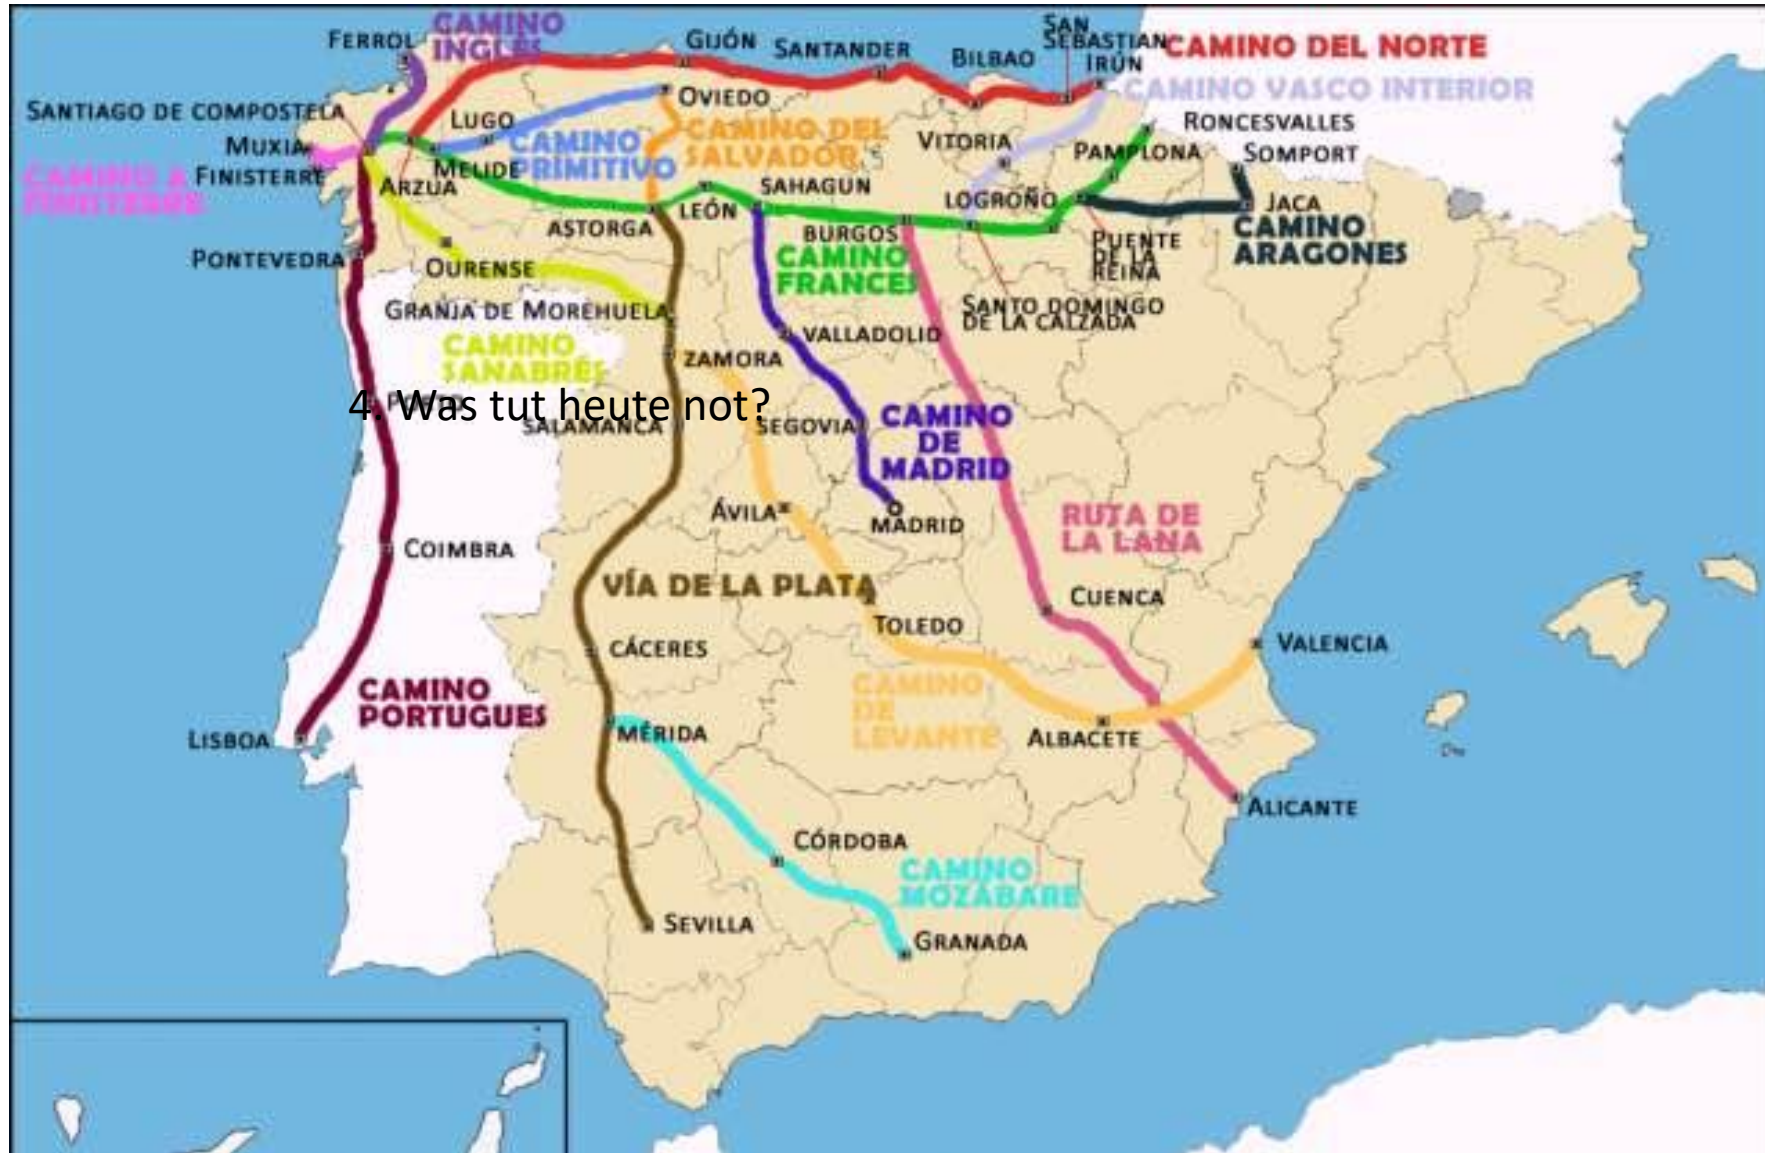 FERROL
CAMINO
INGLÉS
GIJÓN
SANTANDER
BILBAO
SAN
SEBASTIAN
IRÚN
CAMINO DEL NORTE
CAMINO VASCO INTERIOR
SANTIAGO DE COMPOSTELA
LUGO
OVIEDO
CAMINO DEL
SALVADOR
VITORIA
RONCESVALLES
PAMPLONA
SOMPORT
MUXIA
FINISTERRE
CAMINO A
FINISTERRE
ARZUA
MELIDE
CAMINO
PRIMITIVO
SAHAGUN
LOGROÑO
JACA
CAMINO
ARAGONES
ASTORGA
LEÓN
BURGOS
CAMINO
FRANCES
PUENTE
DE LA
REINA
PONTEVEDRA
OURENSE
GRANJA DE MOREHUELA
SANTO DOMINGO
DE LA CALZADA
CAMINO
SANABRÉS
ZAMORA
VALLADOLID
PORTO
4. Was tut heute not?
SALAMANCA
SEGOVIA
CAMINO
DE
MADRID
ÁVILA
MADRID
RUTA DE
LA LANA
COIMBRA
VÍA DE LA PLATA
CUENCA
TOLEDO
VALENCIA
CÁCERES
CAMINO
PORTUGUES
CAMINO
DE
LEVANTE
LISBOA
MÉRIDA
ALBACETE
ALICANTE
CÓRDOBA
CAMINO
MOZÁBARE
SEVILLA
GRANADA